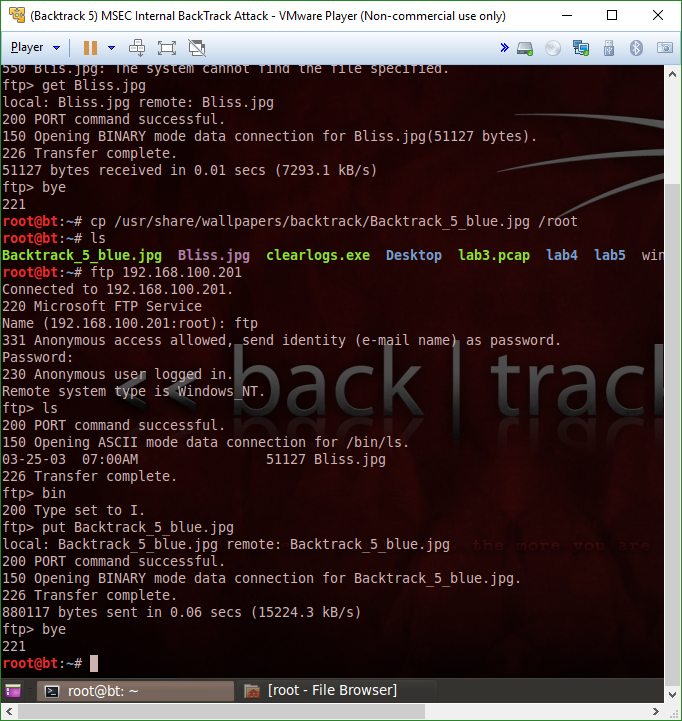 (Backtrack 5) MSEC Internal BackTrack Attack - VMware Player (Non-commercial use only)
Player
550 Blis.jpg: The system cannot find the file specified.
ftp> get Bliss.jpg
local: Bliss.jpg remote: Bliss.jpg
200 PORT command successful.
150 Opening BINARY mode data connection for Bliss.jpg(51127 bytes).
226 Transfer complete.
51127 bytes received in 0.01 secs (7293.1 kB/s)
ftp> bye
221
root@bt:~# cp /usr/share/wallpapers/backtrack/Backtrack_5_blue.jpg /root
root@bt:~# ls
Backtrack_5_blue.jpg  Bliss.jpg  clearlogs.exe  Desktop  lab3.pcap  lab4  lab5  win
root@bt:~# ftp 192.168.100.201
Connected to 192.168.100.201.
220 Microsoft FTP Service
Name (192.168.100.201:root): ftp
331 Anonymous access allowed, send identity (e-mail name) as password.
Password:
230 Anonymous user logged in.
Remote system type is Windows_NT.
<< back | track
ftp> ls
200 PORT command successful.
150 Opening ASCII mode data connection for /bin/ls.
03-25-03  07:00AM                51127 Bliss.jpg
226 Transfer complete.
ftp> bin
200 Type set to I.
ftp> put Backtrack_5_blue.jpg
local: Backtrack_5_blue.jpg remote: Backtrack_5_blue.jpg
the more you are
200 PORT command successful.
150 Opening BINARY mode data connection for Backtrack_5_blue.jpg.
226 Transfer complete.
880117 bytes sent in 0.06 secs (15224.3 kB/s)
ftp> bye
221
root@bt:~#
root@bt: ~
[root - File Browser]